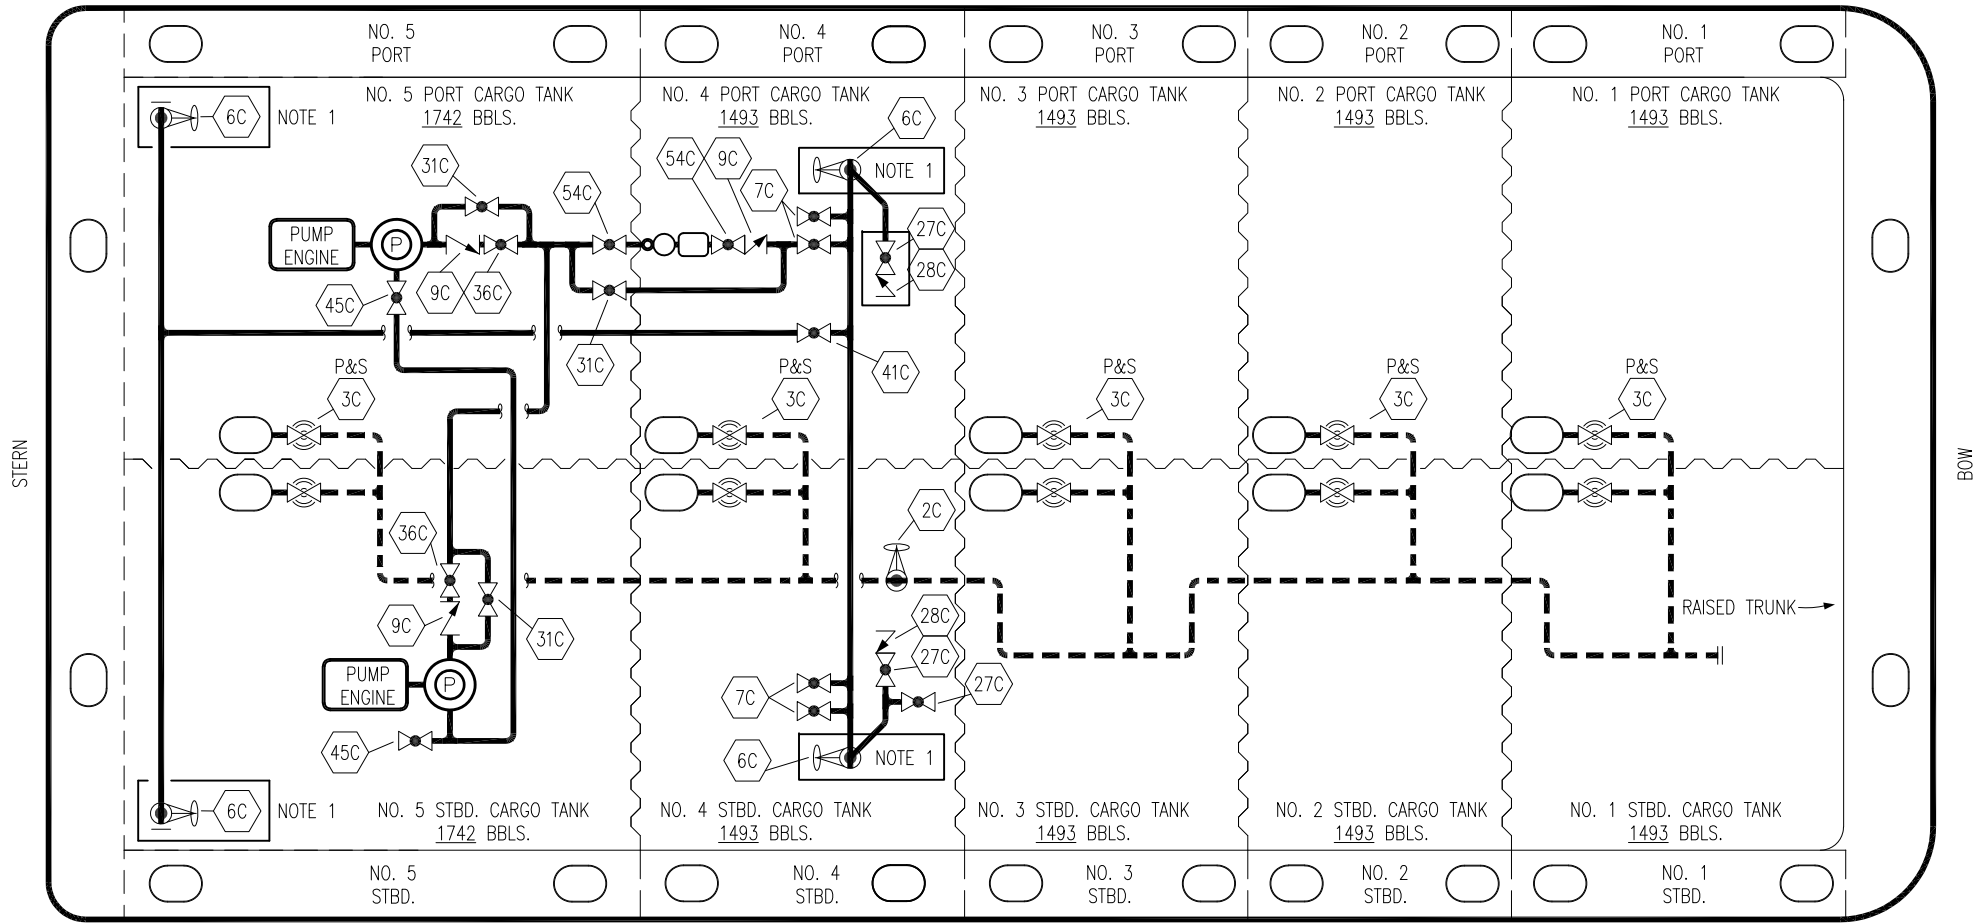 NO. 5
PORT
NO. 4
PORT
NO. 3
PORT
NO. 2
PORT
NO. 1
PORT
NO. 5 PORT CARGO TANK
1742 BBLS.
NO. 4 PORT CARGO TANK
1493 BBLS.
NO. 3 PORT CARGO TANK
1493 BBLS.
NO. 2 PORT CARGO TANK
1493 BBLS.
NO. 1 PORT CARGO TANK
1493 BBLS.
6C
NOTE 1
6C
NOTE 1
31C
54C
54C
9C
7C
27C
28C
PUMP
ENGINE
P
45C
9C
36C
31C
41C
P&S
3C
P&S
3C
P&S
3C
P&S
3C
P&S
3C
STERN
BOW
2C
36C
9C
31C
28C
27C
27C
7C
RAISED TRUNK
PUMP
ENGINE
P
45C
6C
NOTE 1
6C
NOTE 1
NO. 5 STBD. CARGO TANK
1742 BBLS.
NO. 4 STBD. CARGO TANK
1493 BBLS.
NO. 3 STBD. CARGO TANK
1493 BBLS.
NO. 2 STBD. CARGO TANK
1493 BBLS.
NO. 1 STBD. CARGO TANK
1493 BBLS.
NO. 5
STBD.
NO. 4
STBD.
NO. 3
STBD.
NO. 2
STBD.
NO. 1
STBD.